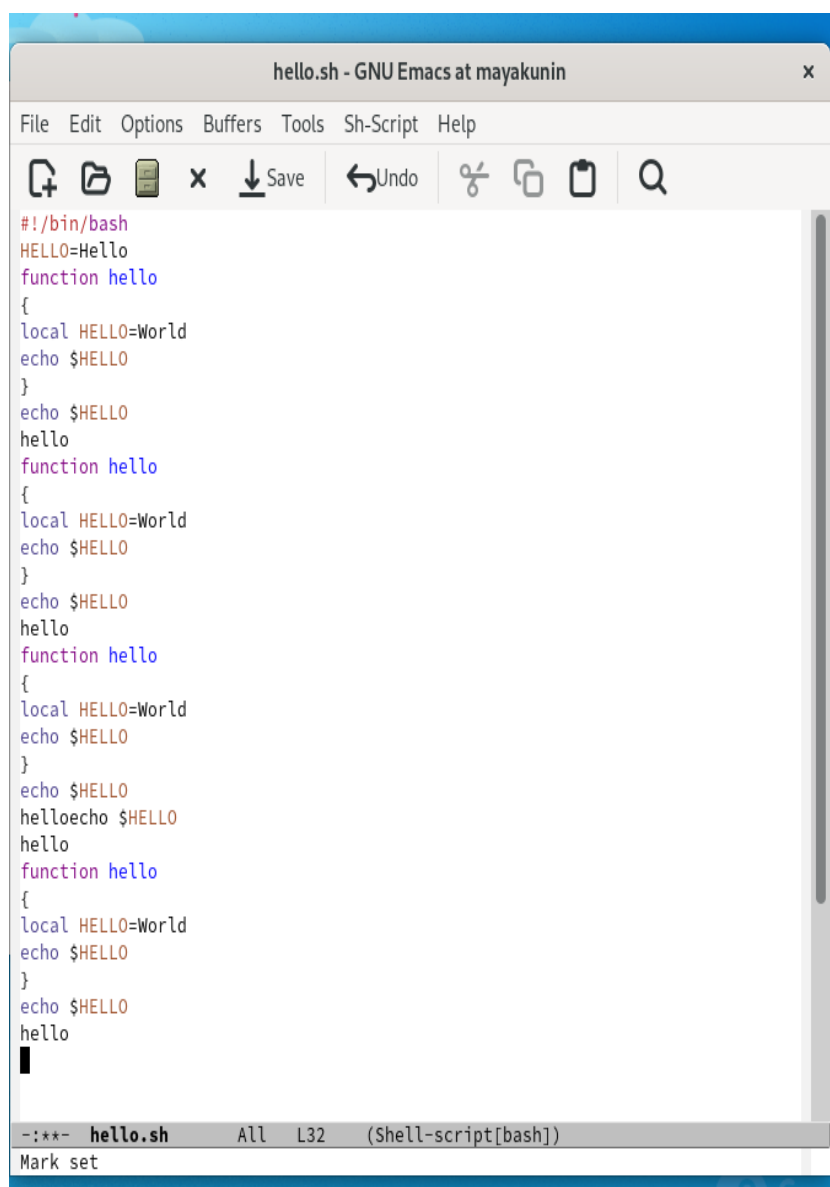 hello.sh - GNU Emacs at mayakunin x
File Edit Options Buffers Tools Sh-Script Help
Save Undo
#!/bin/bash
HELLO=Hello
function hello
{
local HELLO=World
echo $HELLO
}
echo $HELLO
hello
function hello
{
local HELLO=World
echo $HELLO
}
echo $HELLO
hello
function hello
{
local HELLO=World
echo $HELLO
}
echo $HELLO
helloecho $HELLO
hello
function hello
{
local HELLO=World
echo $HELLO
}
echo $HELLO
hello
-:**- hello.sh All L32 (Shell-script[bash])
Mark set